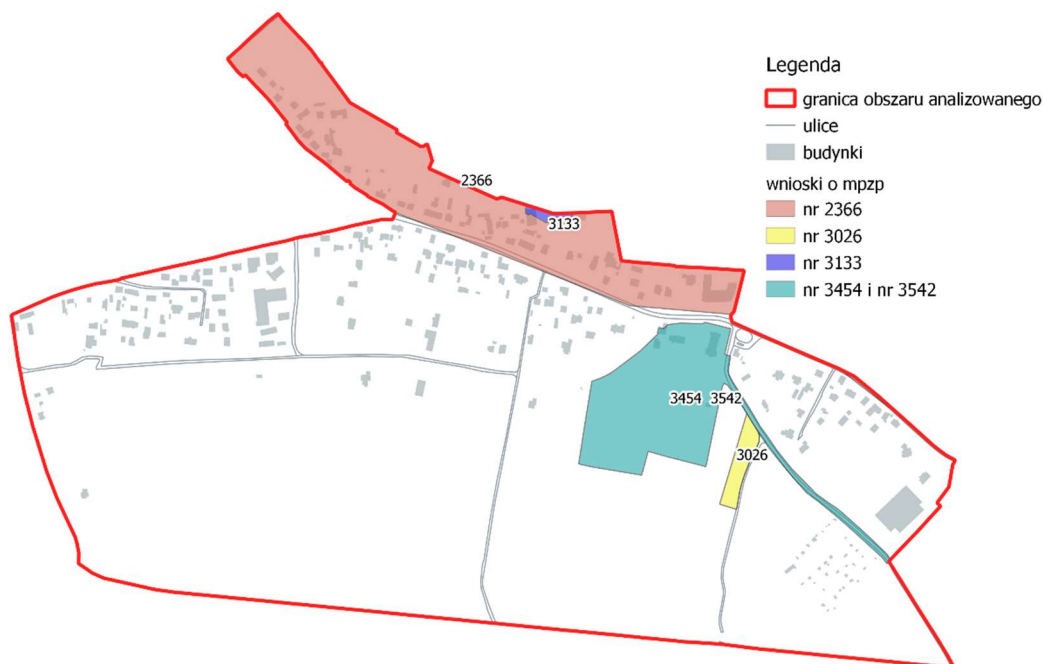 Legenda
granica obszaru analizowanego
ulice
budynki
wnioski o mpzp
nr 2366
nr 3026
nr 3133
nr 3454 i nr 3542
2366
3133
3454 3542
3026